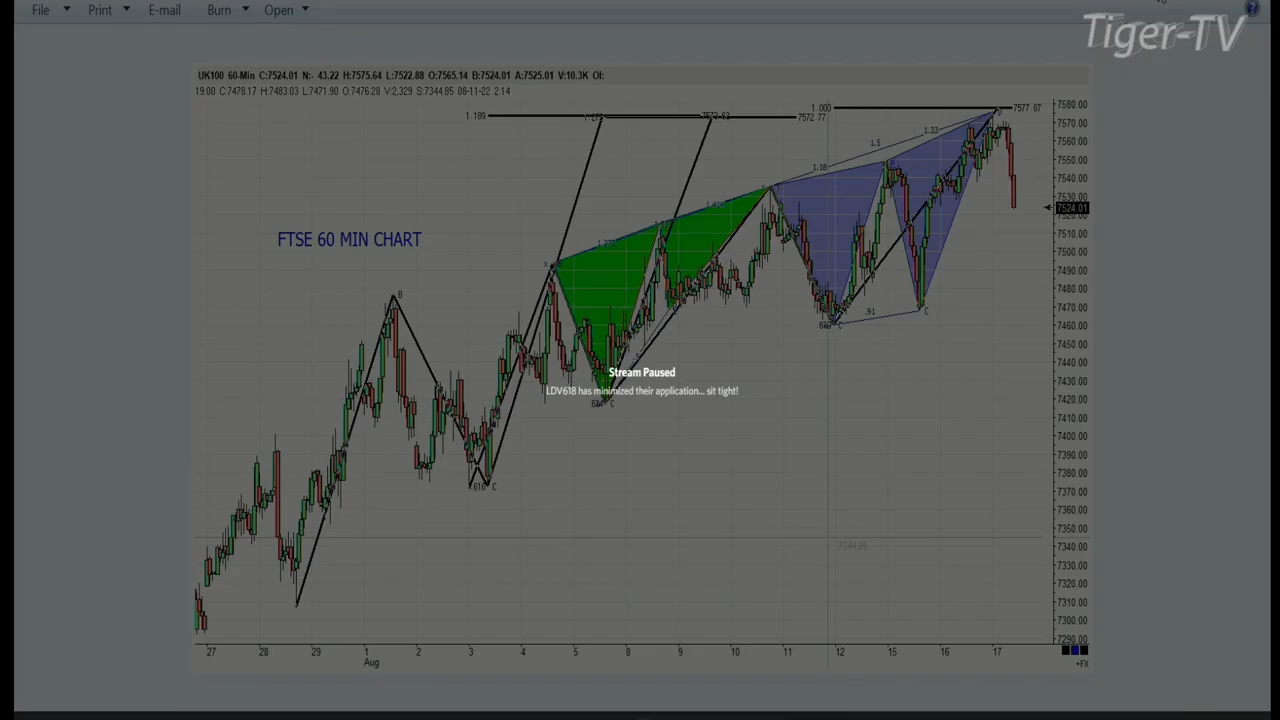 File Print E-mail Burn Open
Tiger-TV
UK100 60-Min C:7524.01 N:- 43.22 H:7575.64 L:7522.88 O:7565.14 B:7524.01 A:7525.01 V:10.3K OI:
19:00 C:7478.17 H:7483.03 L:7471.90 O:7476.28 V:2,329 S:7344.85 08-11-22 2.14
1.000 7577.87
1.189 7572.77
1.33
1.5
1.18
FTSE 60 MIN CHART
B
.91
C
C
C
C
Stream Paused
LDV618 has minimized their application... sit tight!
7344.85
7580.00
7570.00
7560.00
7550.00
7540.00
7530.00
7524.01
7520.00
7510.00
7500.00
7490.00
7480.00
7470.00
7460.00
7450.00
7440.00
7430.00
7420.00
7410.00
7400.00
7390.00
7380.00
7370.00
7360.00
7350.00
7340.00
7330.00
7320.00
7310.00
7300.00
7290.00
27 28 29 1 2 3 4 5 8 9 10 11 12 15 16 17
Aug
+FX